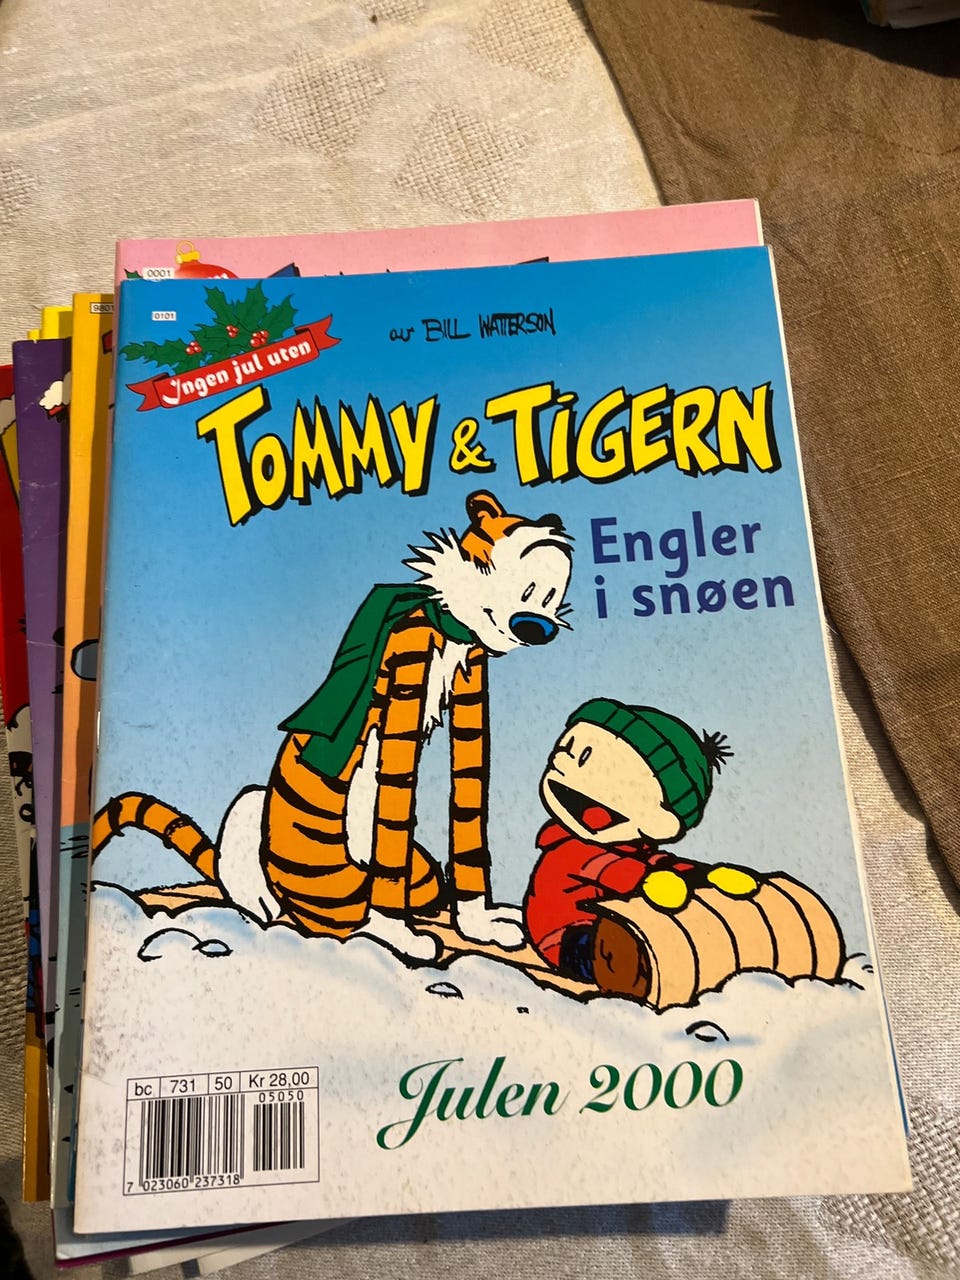 0001
9801
0101
av BILL WATTERSON
Ingen jul uten
TOMMY & TIGERN
Engler
i snøen
Julen 2000
bc 731 50 Kr 28,00
05050
7 023060 237318